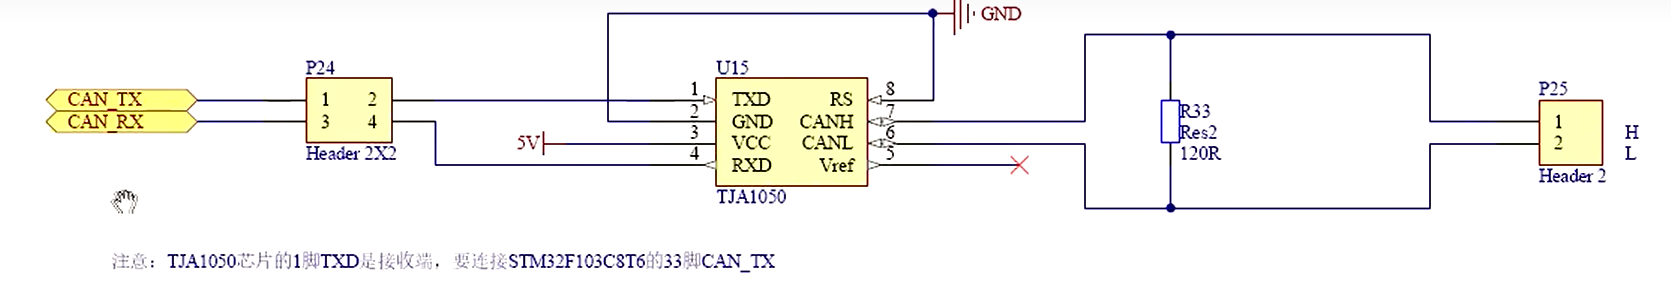 GND
P24
U15
P25
CAN_TX
1 2
1
TXD
RS
8
CAN_RX
3 4
2
GND
CANH
7
Header 2X2
5V
3
VCC
CANL
6
4
RXD
Vref
5
TJA1050
R33
Res2
120R
1
2
Header 2
H
L
注意：TJA1050芯片的1脚TXD是接收端，要连接STM32F103C8T6的33脚CAN_TX